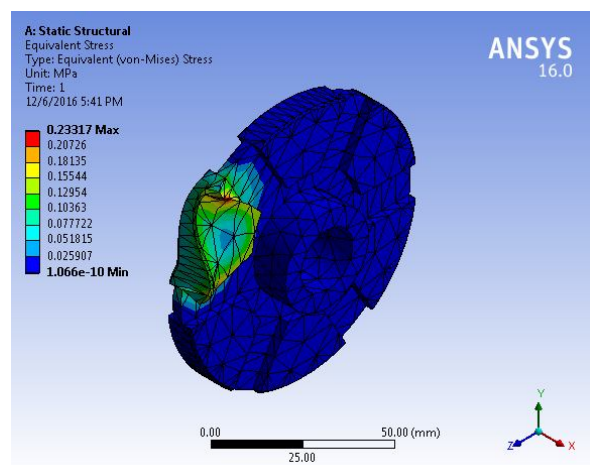 A: Static Structural
Equivalent Stress
Type: Equivalent (von-Mises) Stress
Unit: MPa
Time: 1
12/6/2016 5:41 PM
ANSYS
16.0
0.23317 Max
0.20726
0.18135
0.15544
0.12954
0.10363
0.077722
0.051815
0.025907
1.066e-10 Min
0.00
50.00 (mm)
25.00
Y
Z
X